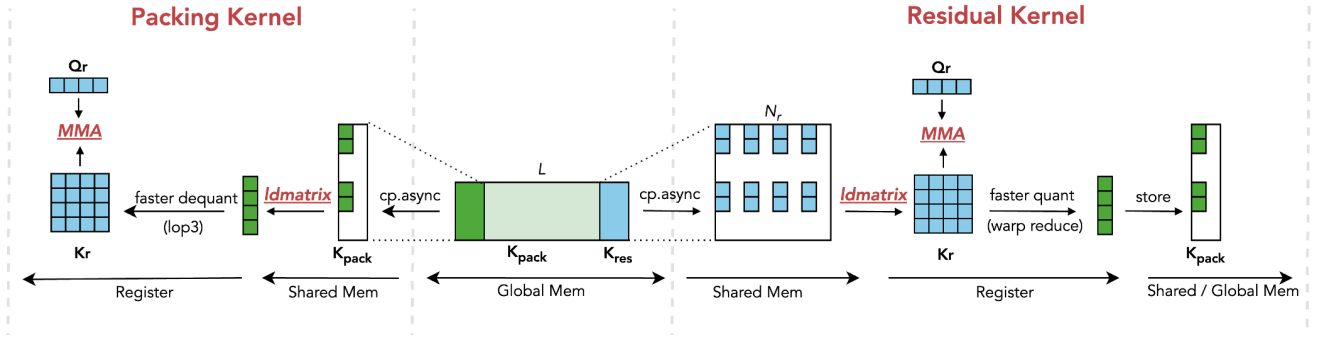 Packing Kernel
Residual Kernel
Qr
MMA
faster dequant
(lop3)
Kr
ldmatrix
Kpack
cp.async
L
Kpack
Kres
cp.async
Nr
ldmatrix
Qr
MMA
Kr
faster quant
(warp reduce)
store
Kpack
Register
Shared Mem
Global Mem
Shared Mem
Register
Shared / Global Mem